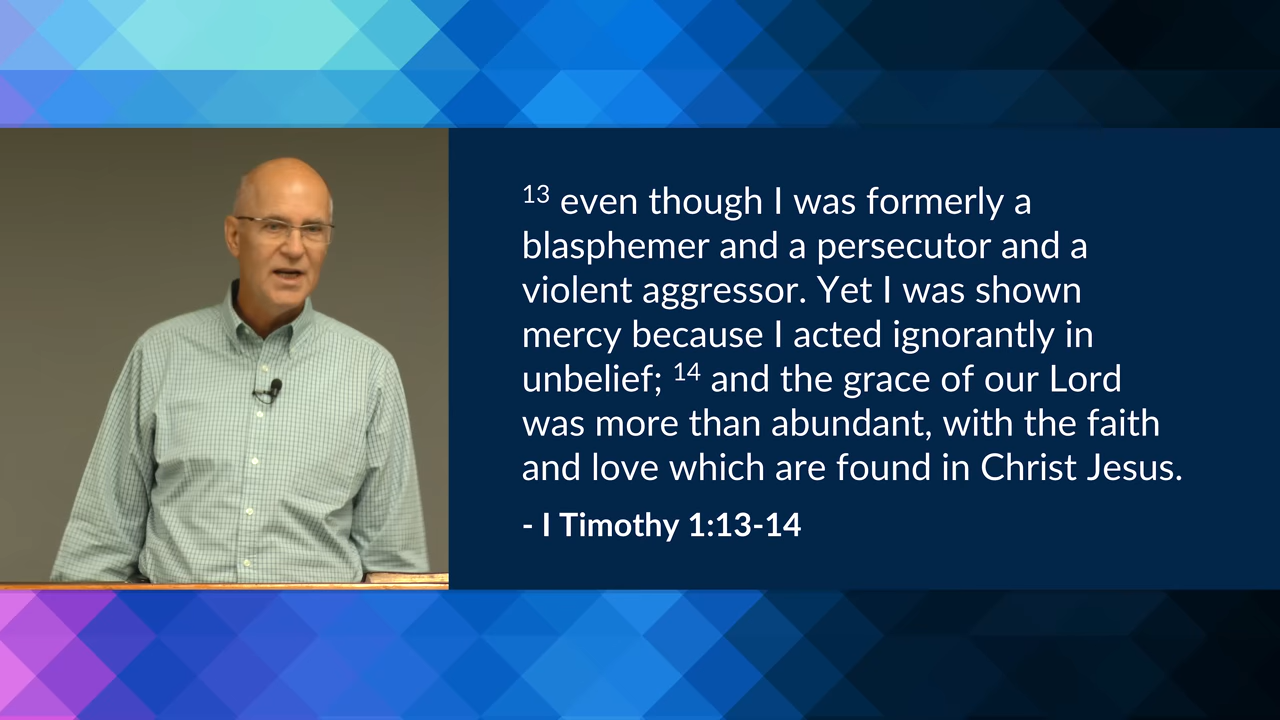 13 even though I was formerly a
blasphemer and a persecutor and a
violent aggressor. Yet I was shown
mercy because I acted ignorantly in
unbelief; 14 and the grace of our Lord
was more than abundant, with the faith
and love which are found in Christ Jesus.
- I Timothy 1:13-14